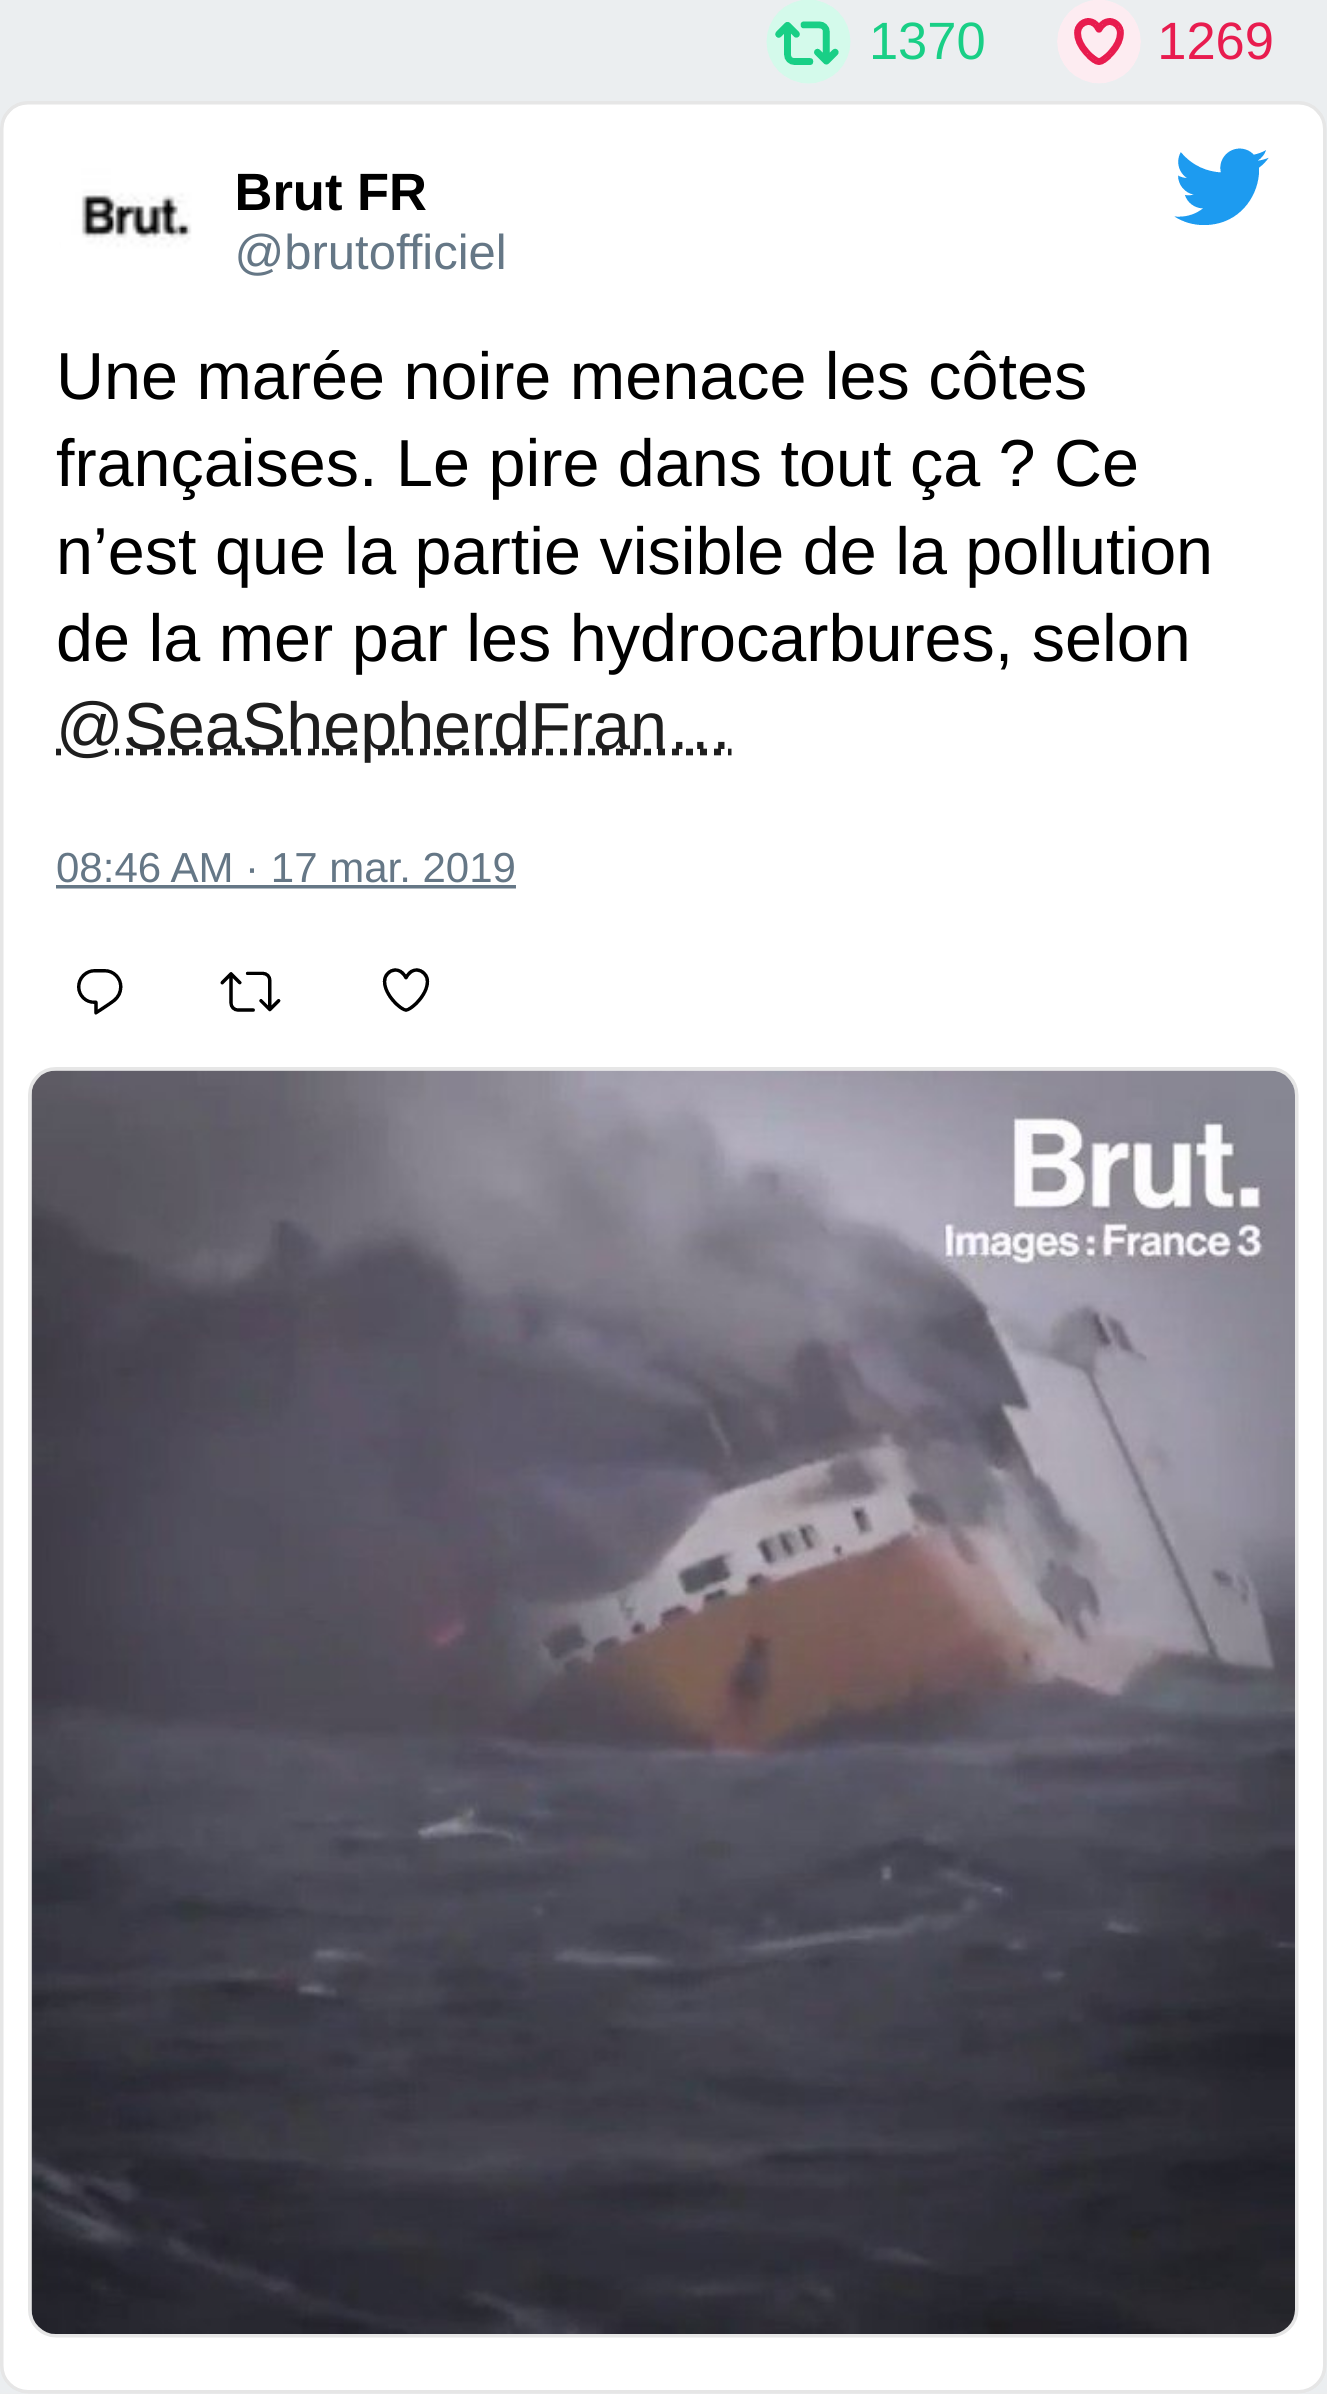 1370 1269
Brut.
Brut FR
@brutofficiel
Une marée noire menace les côtes
françaises. Le pire dans tout ça ? Ce
n’est que la partie visible de la pollution
de la mer par les hydrocarbures, selon
@SeaShepherdFran…
08:46 AM · 17 mar. 2019
Brut.
Images : France 3